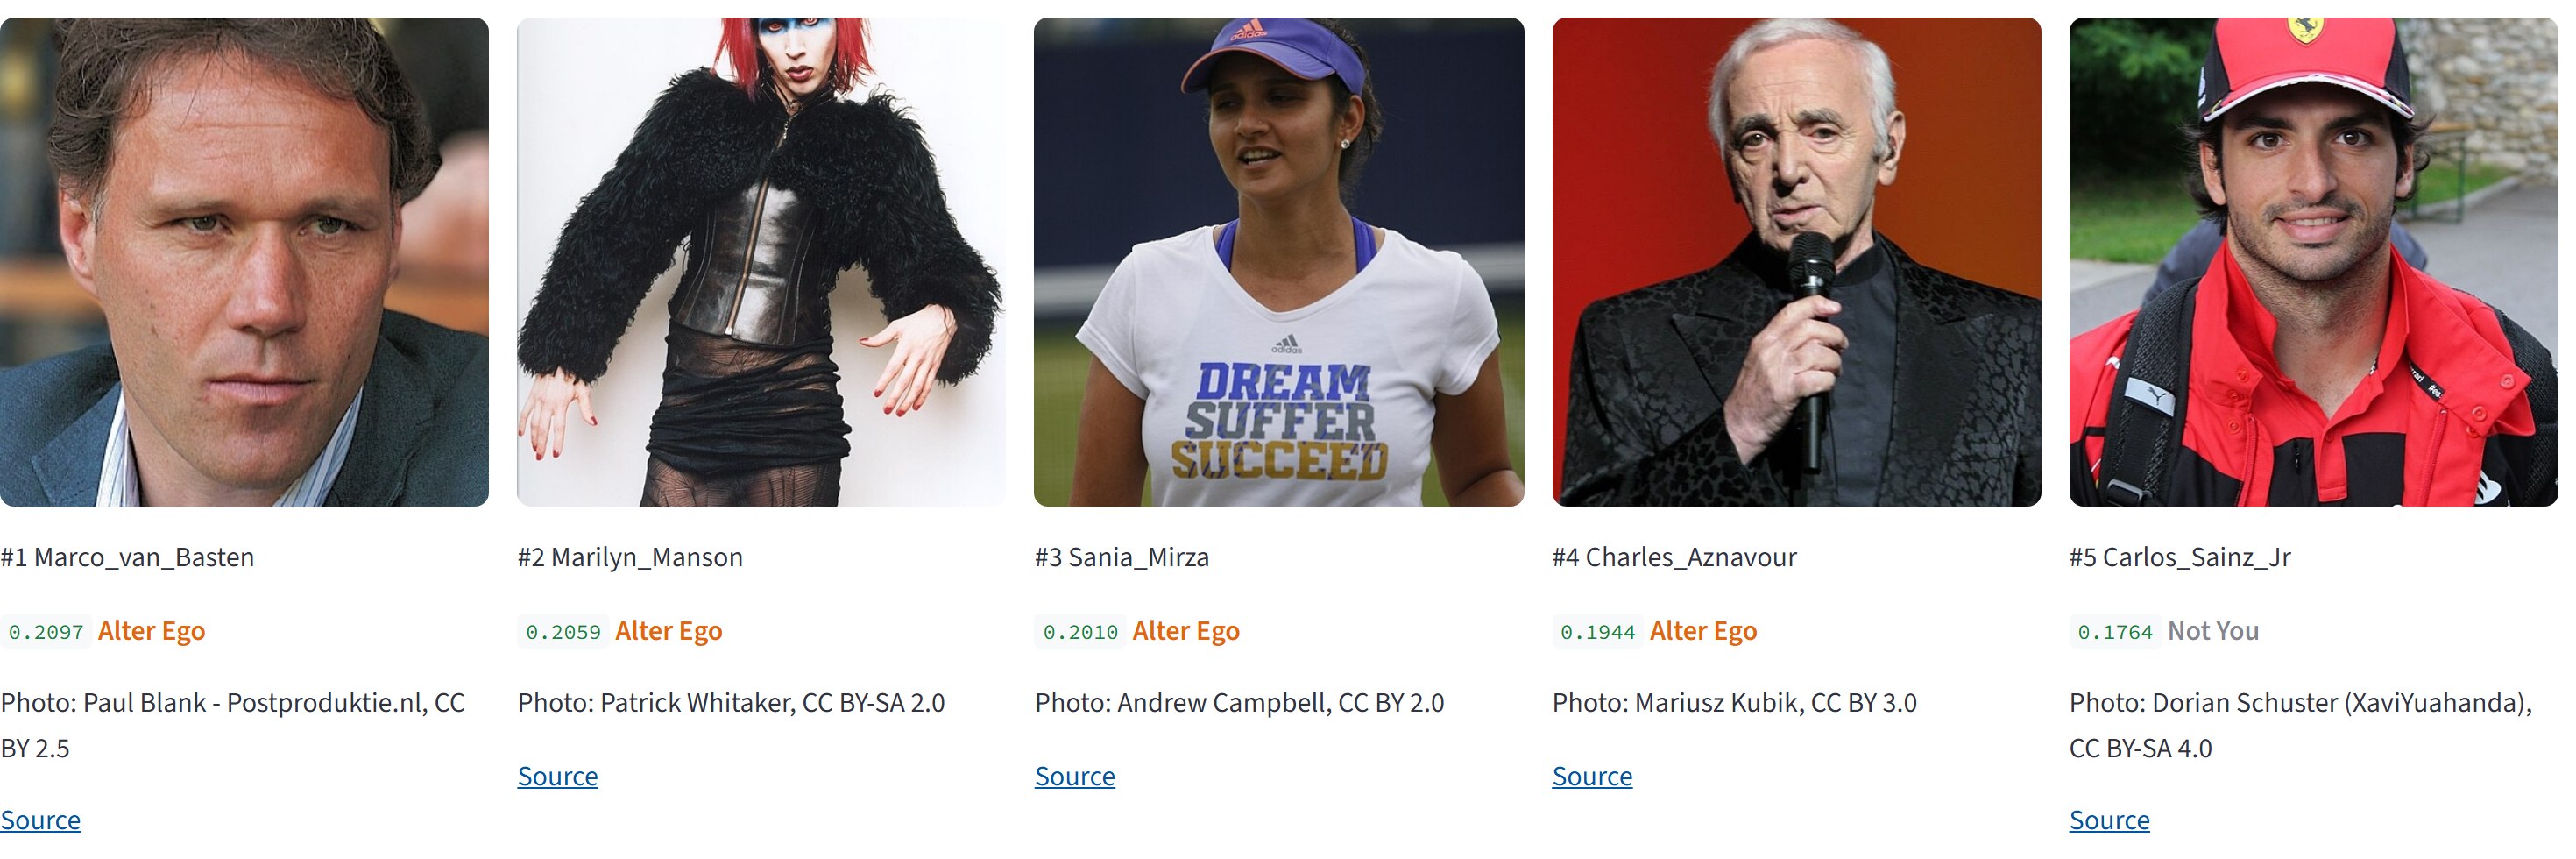 adidas
adidas
DREAM
SUFFER
SUCCEED
#1 Marco_van_Basten
0.2097 Alter Ego
Photo: Paul Blank - Postproduktie.nl, CC
BY 2.5
Source
#2 Marilyn_Manson
0.2059 Alter Ego
Photo: Patrick Whitaker, CC BY-SA 2.0
Source
#3 Sania_Mirza
0.2010 Alter Ego
Photo: Andrew Campbell, CC BY 2.0
Source
#4 Charles_Aznavour
0.1944 Alter Ego
Photo: Mariusz Kubik, CC BY 3.0
Source
#5 Carlos_Sainz_Jr
0.1764 Not You
Photo: Dorian Schuster (XaviYuahanda),
CC BY-SA 4.0
Source